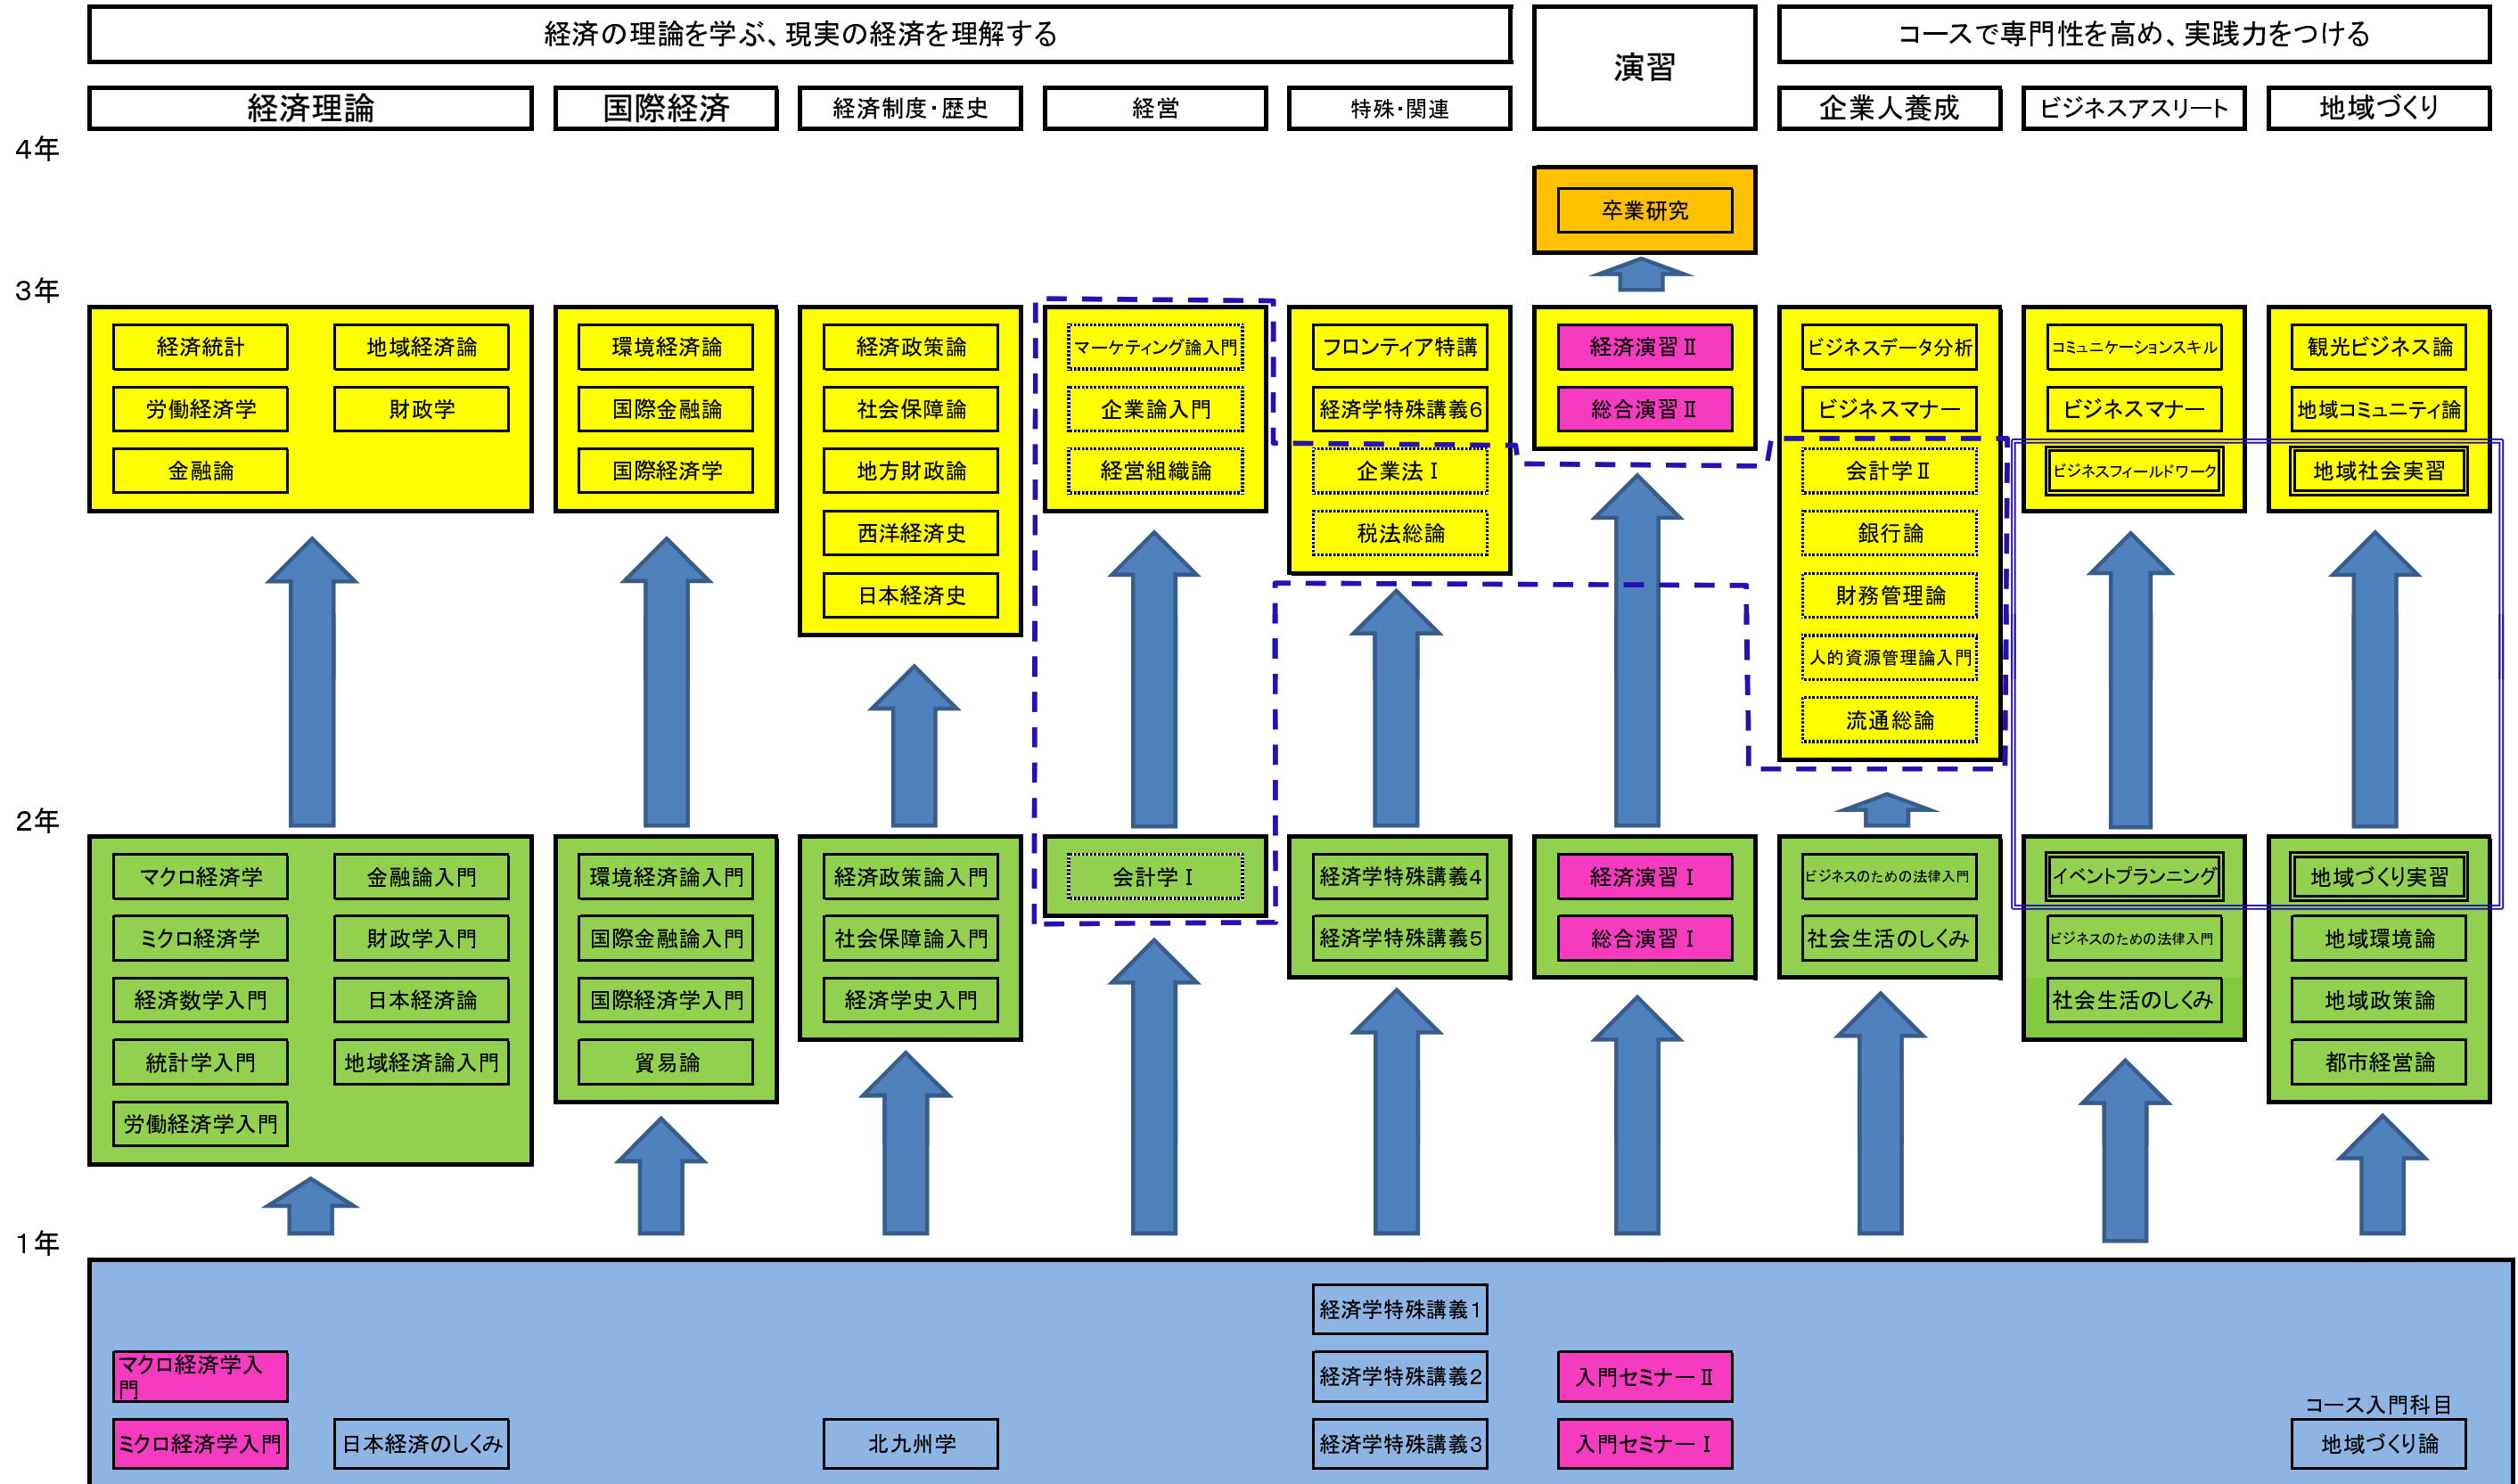 経済の理論を学ぶ、現実の経済を理解する
演習
コースで専門性を高め、実践力をつける
経済理論
国際経済
経済制度・歴史
経営
特殊・関連
企業人養成
ビジネスアスリート
地域づくり
4年
卒業研究
3年
経済統計
地域経済論
労働経済学
財政学
金融論
環境経済論
国際金融論
国際経済学
経済政策論
社会保障論
地方財政論
西洋経済史
日本経済史
マーケティング論入門
企業論入門
経営組織論
フロンティア特講
経済学特殊講義6
企業法Ⅰ
税法総論
経済演習Ⅱ
総合演習Ⅱ
ビジネスデータ分析
ビジネスマナー
会計学Ⅱ
銀行論
財務管理論
人的資源管理論入門
流通総論
コミュニケーションスキル
ビジネスマナー
ビジネスフィールドワーク
観光ビジネス論
地域コミュニティ論
地域社会実習
2年
マクロ経済学
金融論入門
ミクロ経済学
財政学入門
経済数学入門
日本経済論
統計学入門
地域経済論入門
労働経済学入門
環境経済論入門
国際金融論入門
国際経済学入門
貿易論
経済政策論入門
社会保障論入門
経済学史入門
会計学Ⅰ
経済学特殊講義4
経済学特殊講義5
経済演習Ⅰ
総合演習Ⅰ
ビジネスのための法律入門
社会生活のしくみ
イベントプランニング
ビジネスのための法律入門
社会生活のしくみ
地域づくり実習
地域環境論
地域政策論
都市経営論
1年
経済学特殊講義1
マクロ経済学入
門
経済学特殊講義2
入門セミナーⅡ
コース入門科目
ミクロ経済学入門
日本経済のしくみ
北九州学
経済学特殊講義3
入門セミナーⅠ
地域づくり論